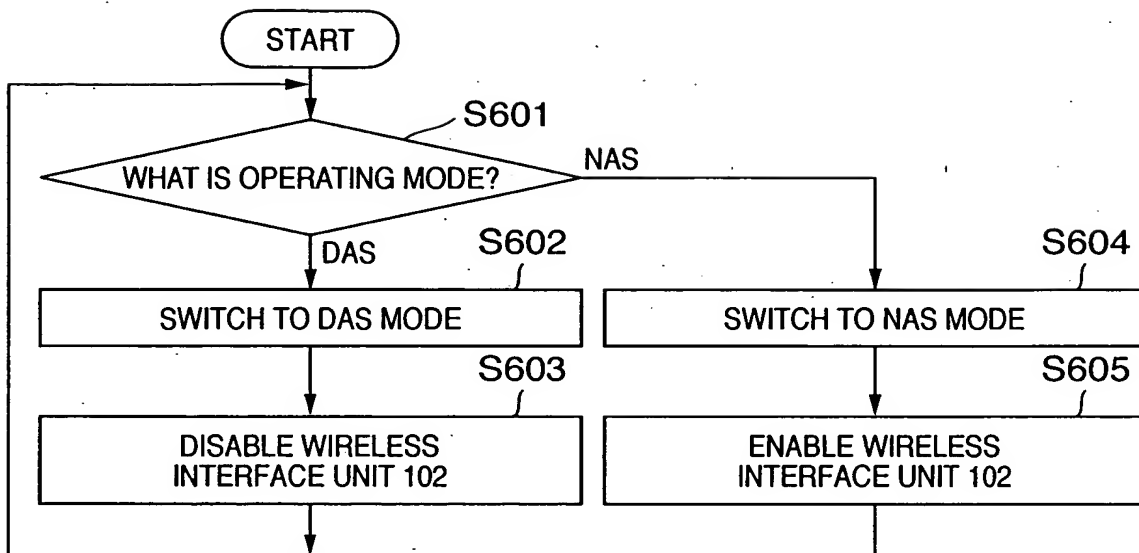 START
S601
WHAT IS OPERATING MODE?
NAS
DAS
S602
SWITCH TO DAS MODE
S604
SWITCH TO NAS MODE
S603
DISABLE WIRELESS
INTERFACE UNIT 102
S605
ENABLE WIRELESS
INTERFACE UNIT 102